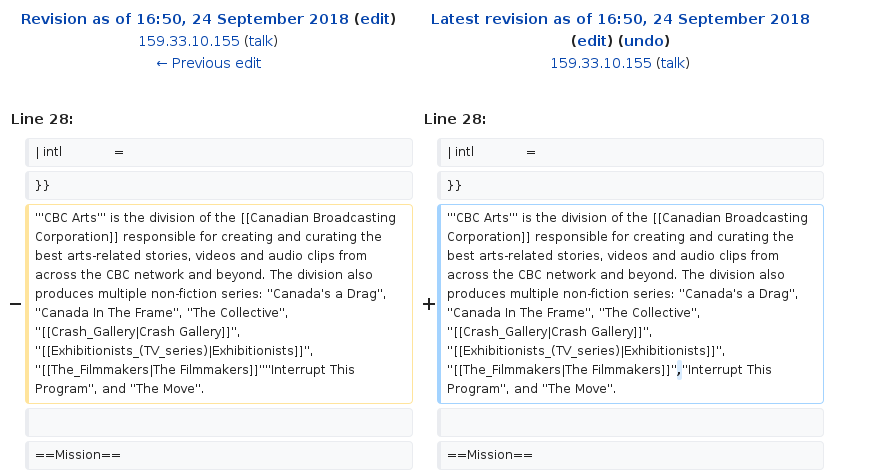 Revision as of 16:50, 24 September 2018 (edit)
159.33.10.155 (talk)
← Previous edit
Latest revision as of 16:50, 24 September 2018
(edit) (undo)
159.33.10.155 (talk)
Line 28:
Line 28:
| intl =
| intl =
}}
}}
−
'''CBC Arts''' is the division of the [[Canadian Broadcasting
Corporation]] responsible for creating and curating the
best arts-related stories, videos and audio clips from
across the CBC network and beyond. The division also
produces multiple non-fiction series: ''Canada's a Drag'',
''Canada In The Frame'', ''The Collective'',
''[[Crash_Gallery|Crash Gallery]]'',
''[[Exhibitionists_(TV_series)|Exhibitionists]]'',
''[[The_Filmmakers|The Filmmakers]]''''Interrupt This
Program'', and ''The Move''.
+
'''CBC Arts''' is the division of the [[Canadian Broadcasting
Corporation]] responsible for creating and curating the
best arts-related stories, videos and audio clips from
across the CBC network and beyond. The division also
produces multiple non-fiction series: ''Canada's a Drag'',
''Canada In The Frame'', ''The Collective'',
''[[Crash_Gallery|Crash Gallery]]'',
''[[Exhibitionists_(TV_series)|Exhibitionists]]'',
''[[The_Filmmakers|The Filmmakers]]'',''Interrupt This
Program'', and ''The Move''.
==Mission==
==Mission==